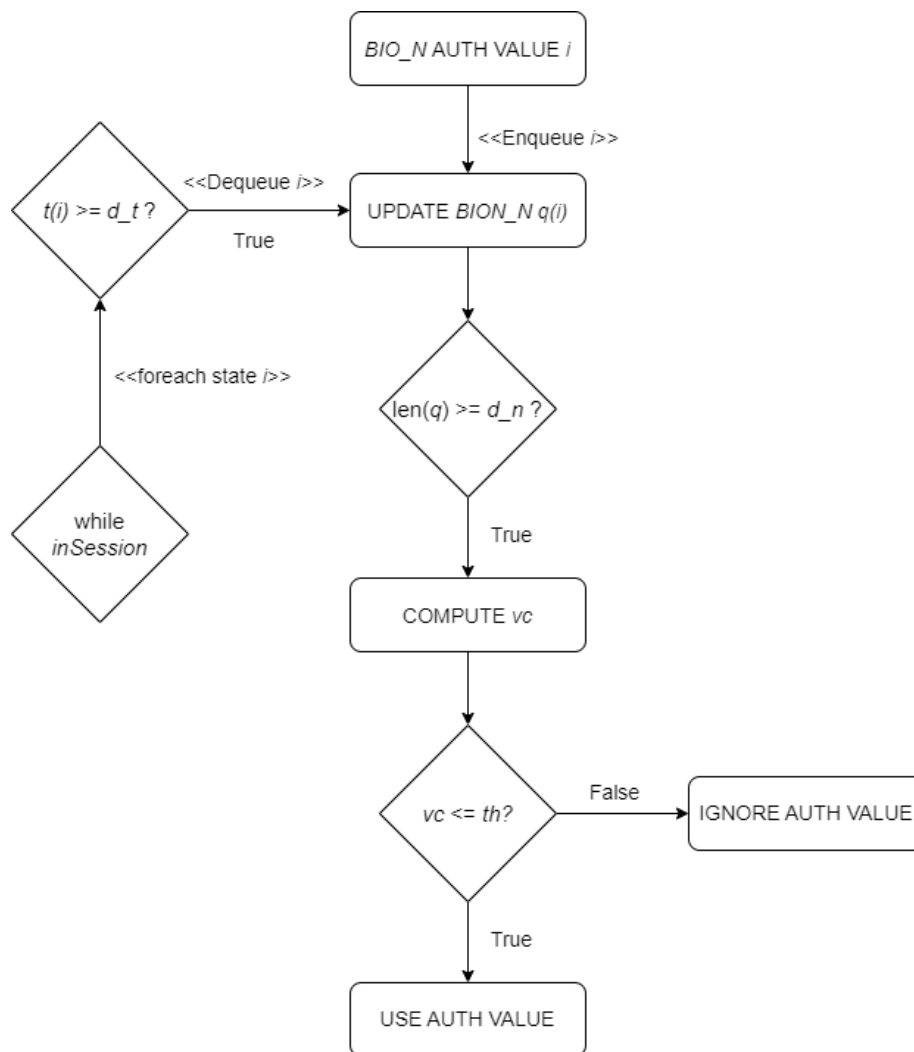 BIO_N AUTH VALUE i
<<Enqueue i>>
<<Dequeue i>>
t(i) >= d_t ?
UPDATE BION_N q(i)
True
<<foreach state i>>
len(q) >= d_n ?
while
inSession
True
COMPUTE vc
False
vc <= th?
IGNORE AUTH VALUE
True
USE AUTH VALUE